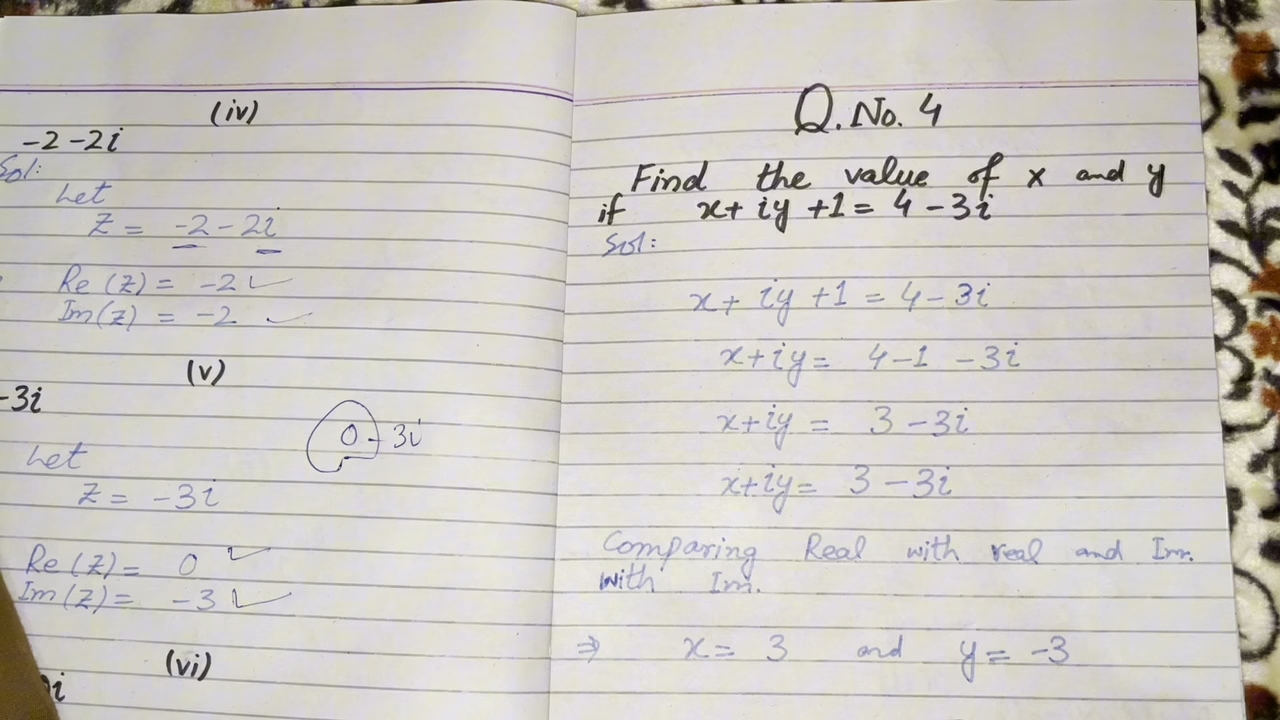 (iv)
-2 -2i
Sol:
Let
Z = -2 - 2i
Re (Z) = -2 ✓
Im(Z) = -2 ✓
(v)
-3i
0 - 3i
Let
Z = -3i
Re (Z) = 0 ✓
Im (Z) = -3 ✓
(vi)
Q. No. 4
Find the value of x and y
if x + iy + 1 = 4 - 3i
Sol:
x + iy + 1 = 4 - 3i
x + iy = 4 - 1 - 3i
x + iy = 3 - 3i
x + iy = 3 - 3i
Comparing Real with real and Im.
with Im.
⇒ x = 3 and y = -3